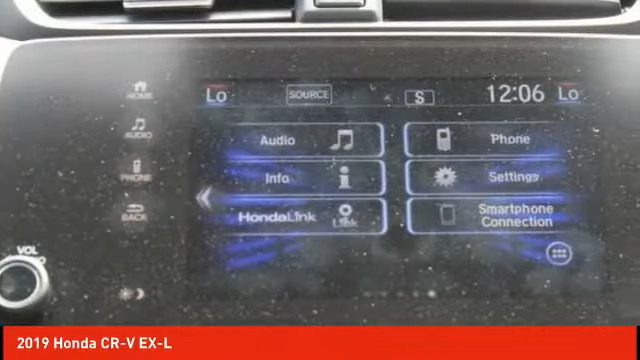 HOME
Lo
SOURCE
S
12:06
Lo
AUDIO
Audio
Phone
PHONE
Info
Settings
BACK
HondaLink
Link
Smartphone
Connection
VOL
2019 Honda CR-V EX-L